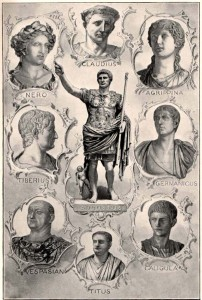 CLAUDIUS
NERO
AGRIPPINA
TIBERIUS
GERMANICUS
VESPASIAN
CALIGULA
TITUS